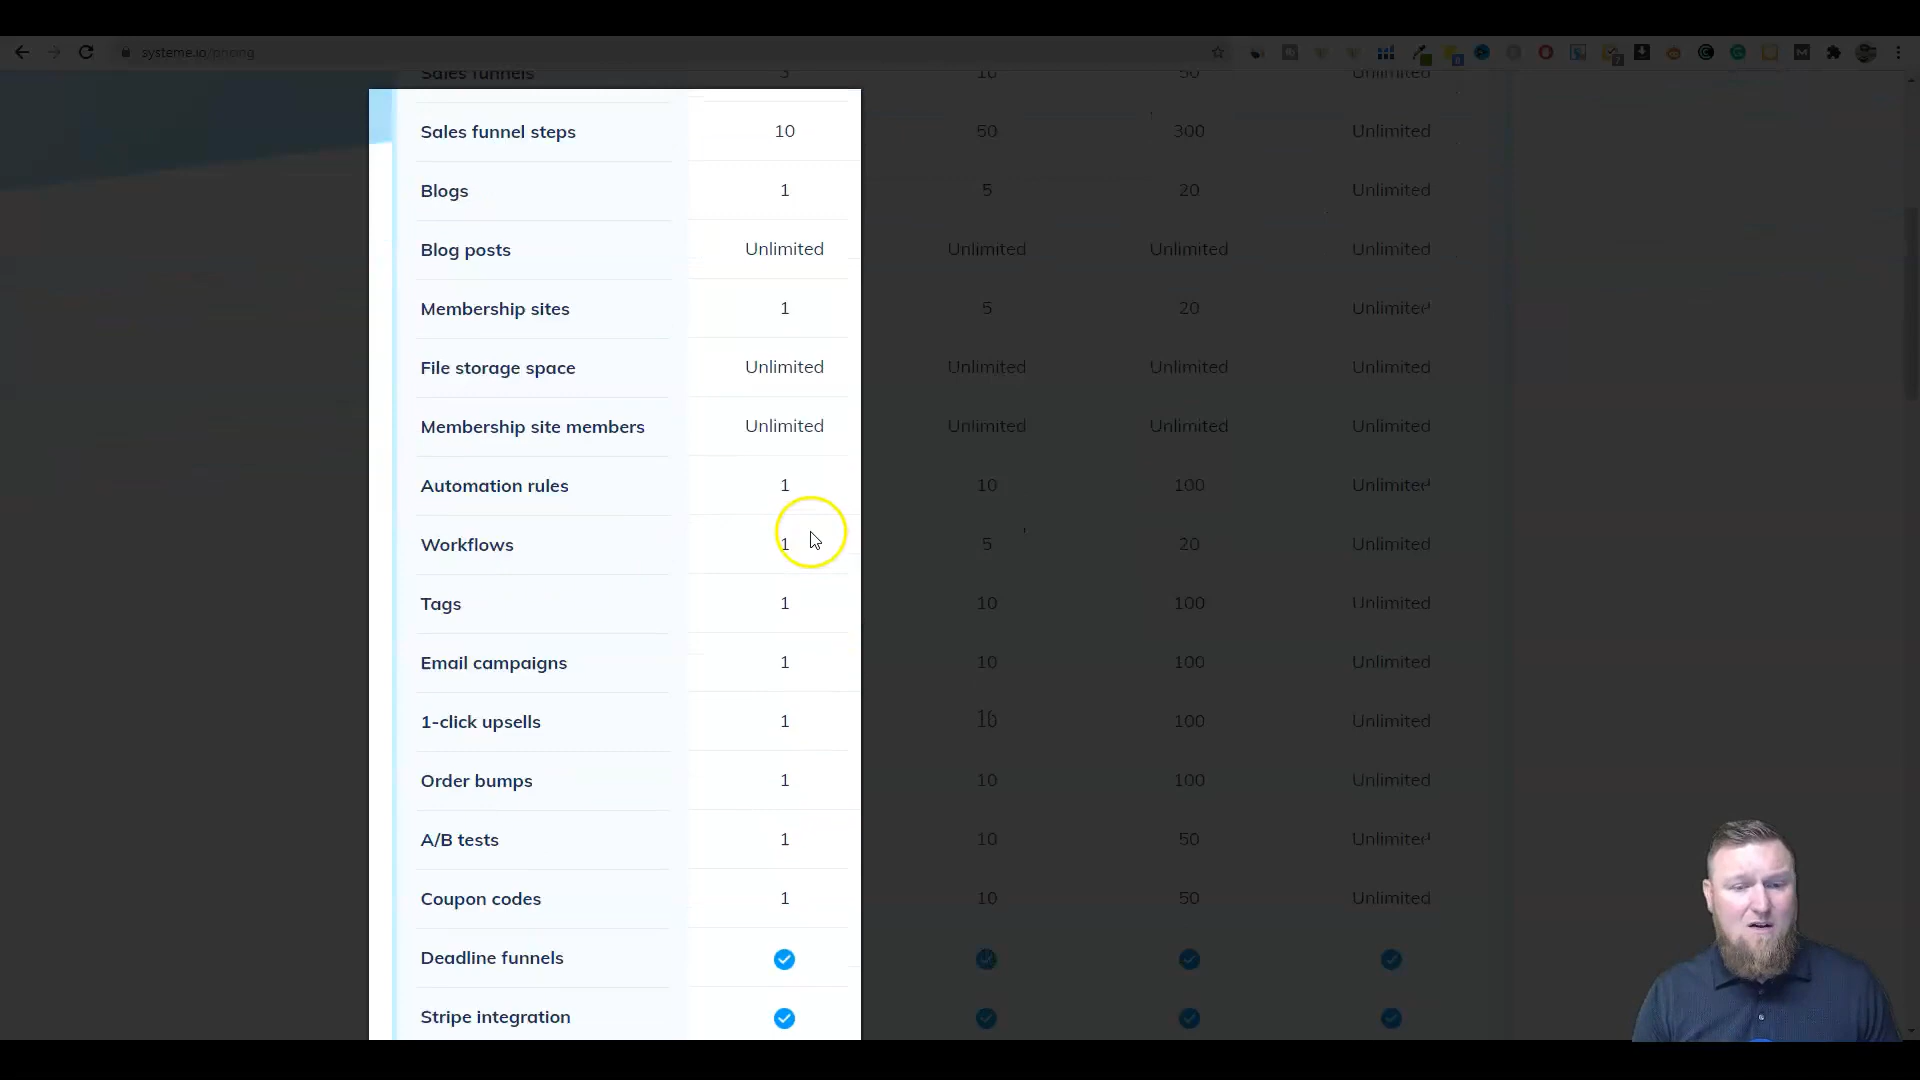 systeme.io/pricing
Sales funnels 3 10 50 Unlimited
Sales funnel steps 10 50 300 Unlimited
Blogs 1 5 20 Unlimited
Blog posts Unlimited Unlimited Unlimited Unlimited
Membership sites 1 5 20 Unlimited
File storage space Unlimited Unlimited Unlimited Unlimited
Membership site members Unlimited Unlimited Unlimited Unlimited
Automation rules 1 10 100 Unlimited
Workflows 1 5 20 Unlimited
Tags 1 10 100 Unlimited
Email campaigns 1 10 100 Unlimited
1-click upsells 1 10 100 Unlimited
Order bumps 1 10 100 Unlimited
A/B tests 1 10 50 Unlimited
Coupon codes 1 10 50 Unlimited
Deadline funnels
Stripe integration